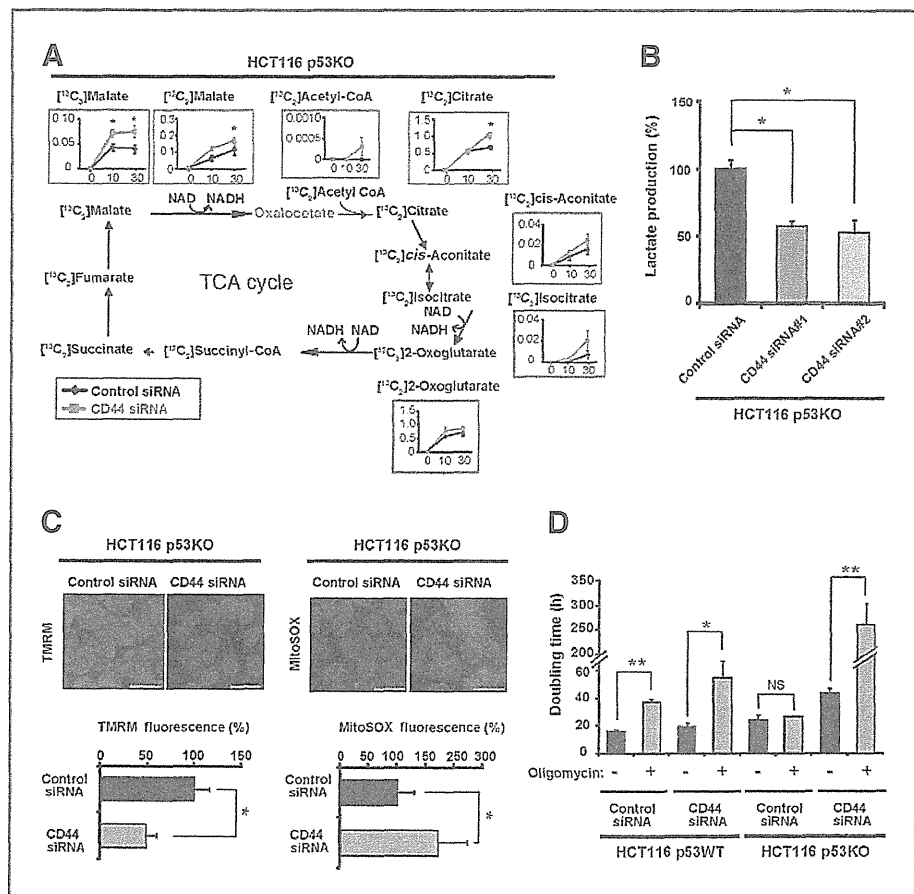 A
HCT116 p53KO
[¹³C₃]Malate
[¹³C₂]Malate
[¹³C₂]Acetyl-CoA
[¹³C₂]Citrate
0.10
0.05
0
0 10 30
* *
0.3
0.2
0.1
0
0 10 30
*
0.0010
0.0005
0
0 10 30
1.5
1.0
0.5
0
0 10 30
*
NAD NADH
[¹³C₂]Acetyl CoA
[¹³C₂]Malate
Oxalocetate
[¹³C₂]Citrate
[¹³C₂]cis-Aconitate
0.04
0.02
0
0 10 30
[¹³C₂]cis-Aconitate
[¹³C₂]Fumarate
TCA cycle
[¹³C₂]Isocitrate
NAD
NADH
[¹³C₂]Isocitrate
0.04
0.02
0
0 10 30
NADH NAD
[¹³C₂]Succinate
[¹³C₂]Succinyl-CoA
[¹³C₂]2-Oxoglutarate
Control siRNA
CD44 siRNA
[¹³C₂]2-Oxoglutarate
1.5
1.0
0.5
0
0 10 30
B
Lactate production (%)
150
100
50
0
*
*
Control siRNA
CD44 siRNA#1
CD44 siRNA#2
HCT116 p53KO
C
HCT116 p53KO
Control siRNA CD44 siRNA
TMRM
TMRM fluorescence (%)
0 50 100 150
Control siRNA
CD44 siRNA
*
HCT116 p53KO
Control siRNA CD44 siRNA
MitoSOX
MitoSOX fluorescence (%)
0 100 200 300
Control siRNA
CD44 siRNA
*
D
Doubling time (h)
350
300
250
60
40
20
0
**
*
NS
**
Oligomycin: - + - + - + - +
Control siRNA
CD44 siRNA
Control siRNA
CD44 siRNA
HCT116 p53WT
HCT116 p53KO